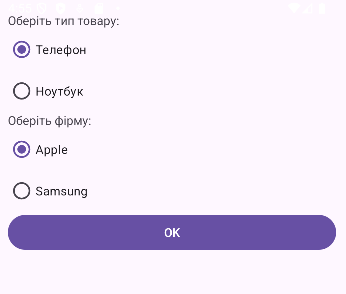 Оберіть тип товару:
Телефон
Ноутбук
Оберіть фірму:
Apple
Samsung
OK